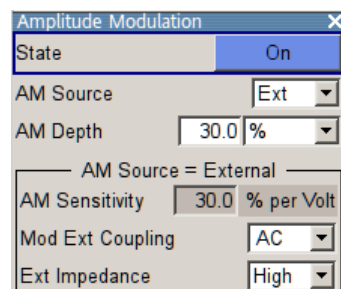 Amplitude Modulation
State On
AM Source Ext
AM Depth 30.0 %
AM Source = External
AM Sensitivity 30.0 % per Volt
Mod Ext Coupling AC
Ext Impedance High